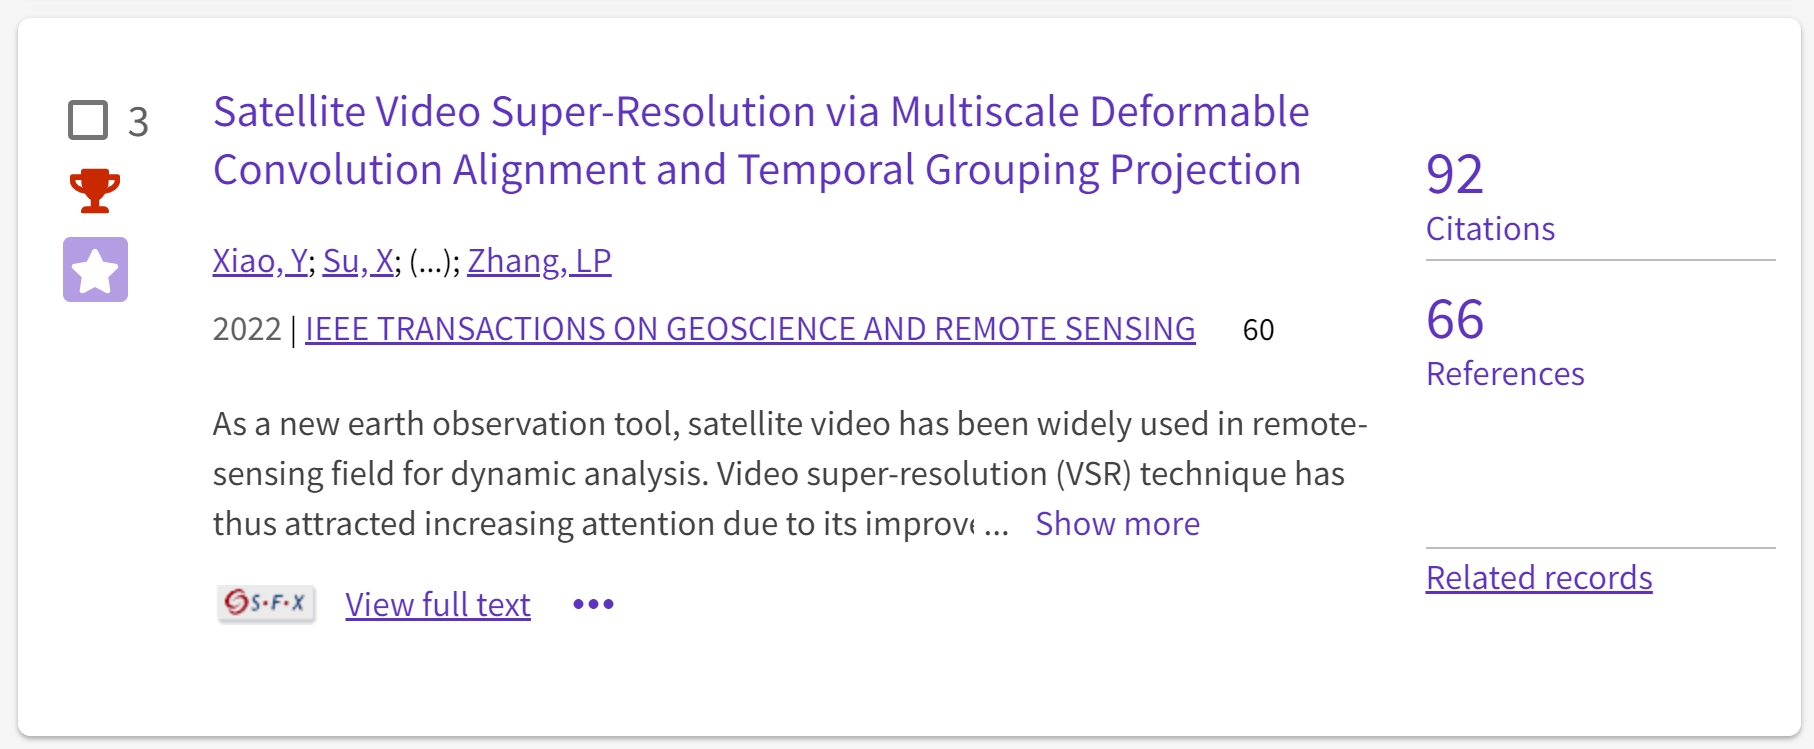 3
Satellite Video Super-Resolution via Multiscale Deformable
Convolution Alignment and Temporal Grouping Projection
Xiao, Y; Su, X; (...); Zhang, LP
2022 | IEEE TRANSACTIONS ON GEOSCIENCE AND REMOTE SENSING 60
As a new earth observation tool, satellite video has been widely used in remote-
sensing field for dynamic analysis. Video super-resolution (VSR) technique has
thus attracted increasing attention due to its improve ... Show more
S·F·X View full text •••
92
Citations
66
References
Related records